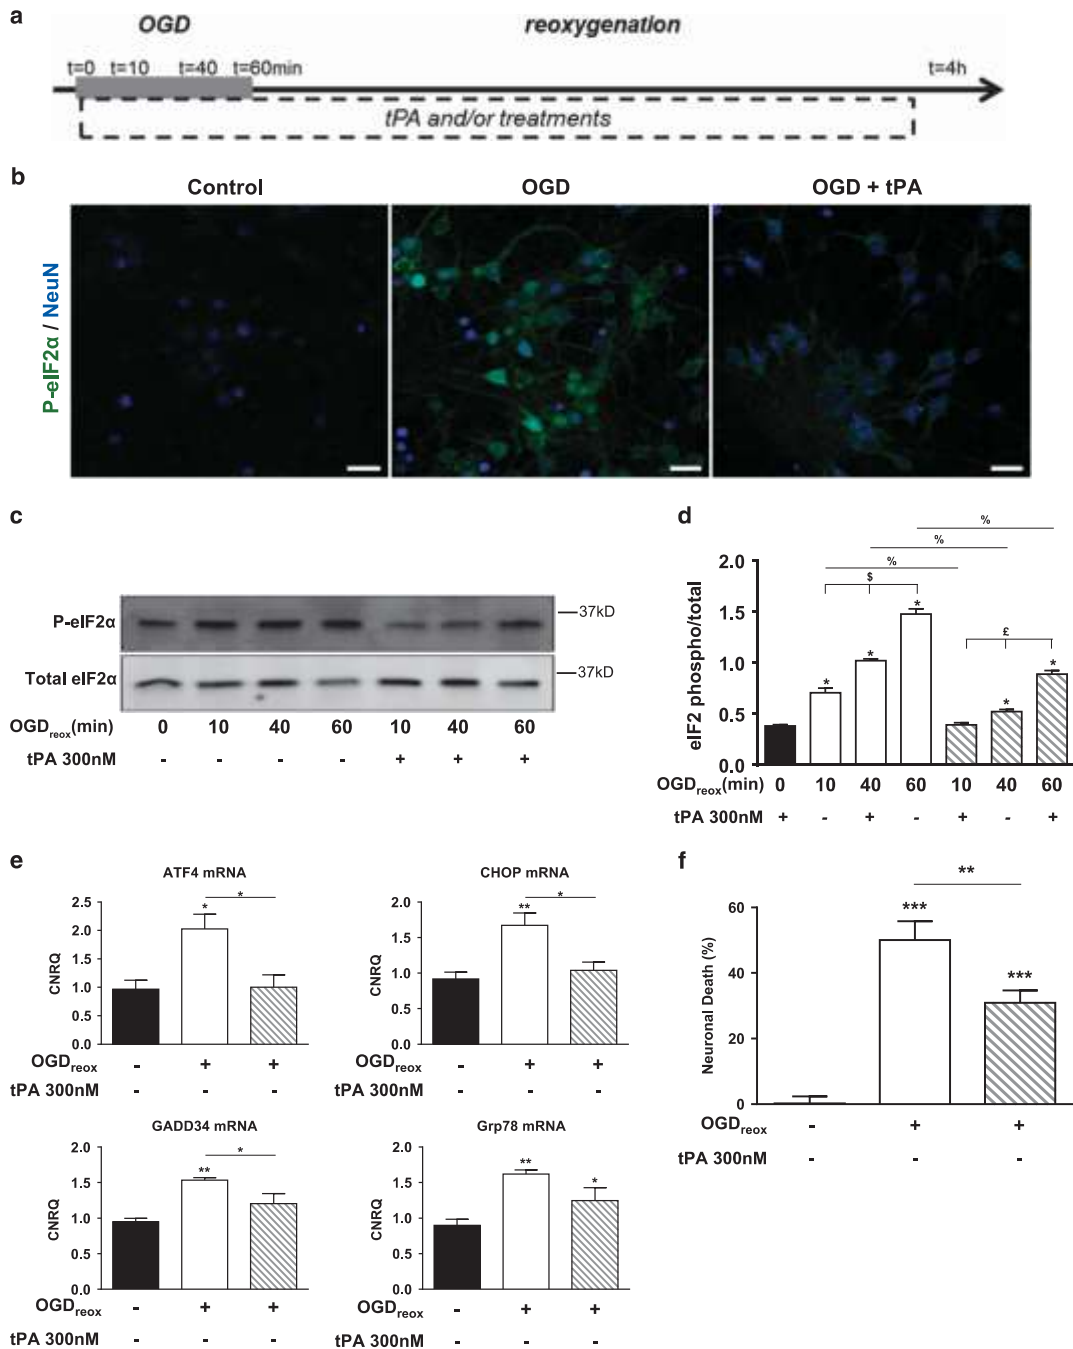 a
OGD reoxygenation
t=0 t=10 t=40 t=60min t=4h
tPA and/or treatments
b
Control OGD OGD + tPA
P-eIF2α / NeuN
c
P-eIF2α 37kD
Total eIF2α 37kD
OGDreox(min) 0 10 40 60 10 40 60
tPA 300nM - - - - + + +
d
% 
%
%
$
£
* * * * *
eIF2 phospho/total
2.0
1.5
1.0
0.5
0.0
OGDreox(min) 0 10 40 60 10 40 60
tPA 300nM + - + - + - +
e
ATF4 mRNA
CNRQ
2.5
2.0
1.5
1.0
0.5
0.0
* *
OGDreox - + +
tPA 300nM - - -
CHOP mRNA
CNRQ
2.0
1.5
1.0
0.5
0.0
** *
OGDreox - + +
tPA 300nM - - -
GADD34 mRNA
CNRQ
2.0
1.5
1.0
0.5
0.0
** *
OGDreox - + +
tPA 300nM - - -
Grp78 mRNA
CNRQ
2.0
1.5
1.0
0.5
0.0
** *
OGDreox - + +
tPA 300nM - - -
f
**
*** ***
Neuronal Death (%)
60
40
20
0
OGDreox - + +
tPA 300nM - - -